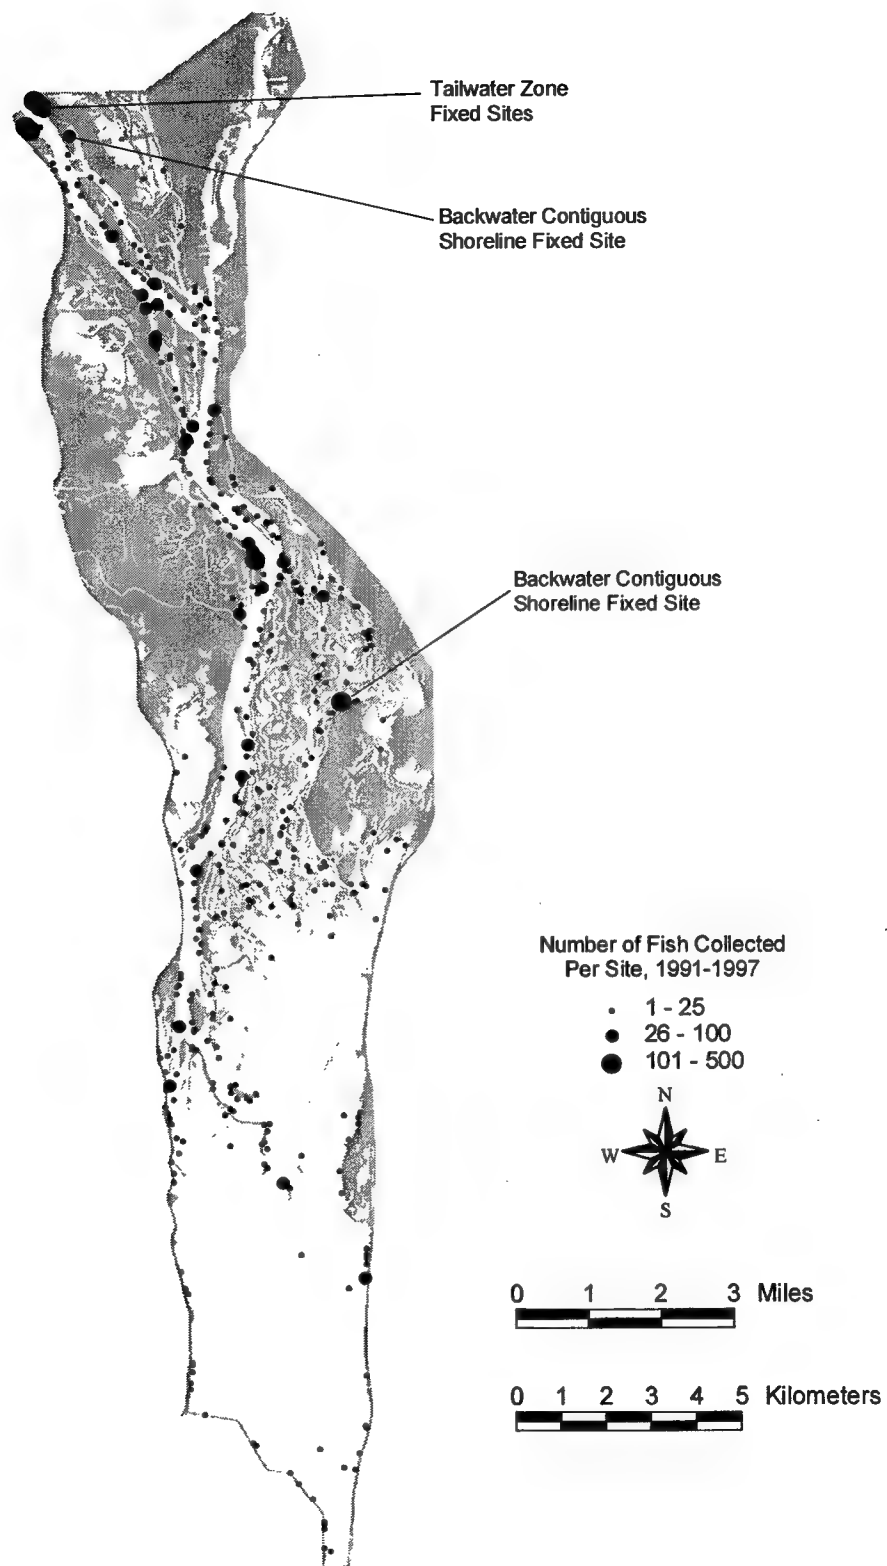 Tailwater Zone
Fixed Sites
Backwater Contiguous
Shoreline Fixed Site
Backwater Contiguous
Shoreline Fixed Site
Number of Fish Collected
Per Site, 1991-1997
1 - 25
26 - 100
101 - 500
N
W E
S
0 1 2 3 Miles
0 1 2 3 4 5 Kilometers